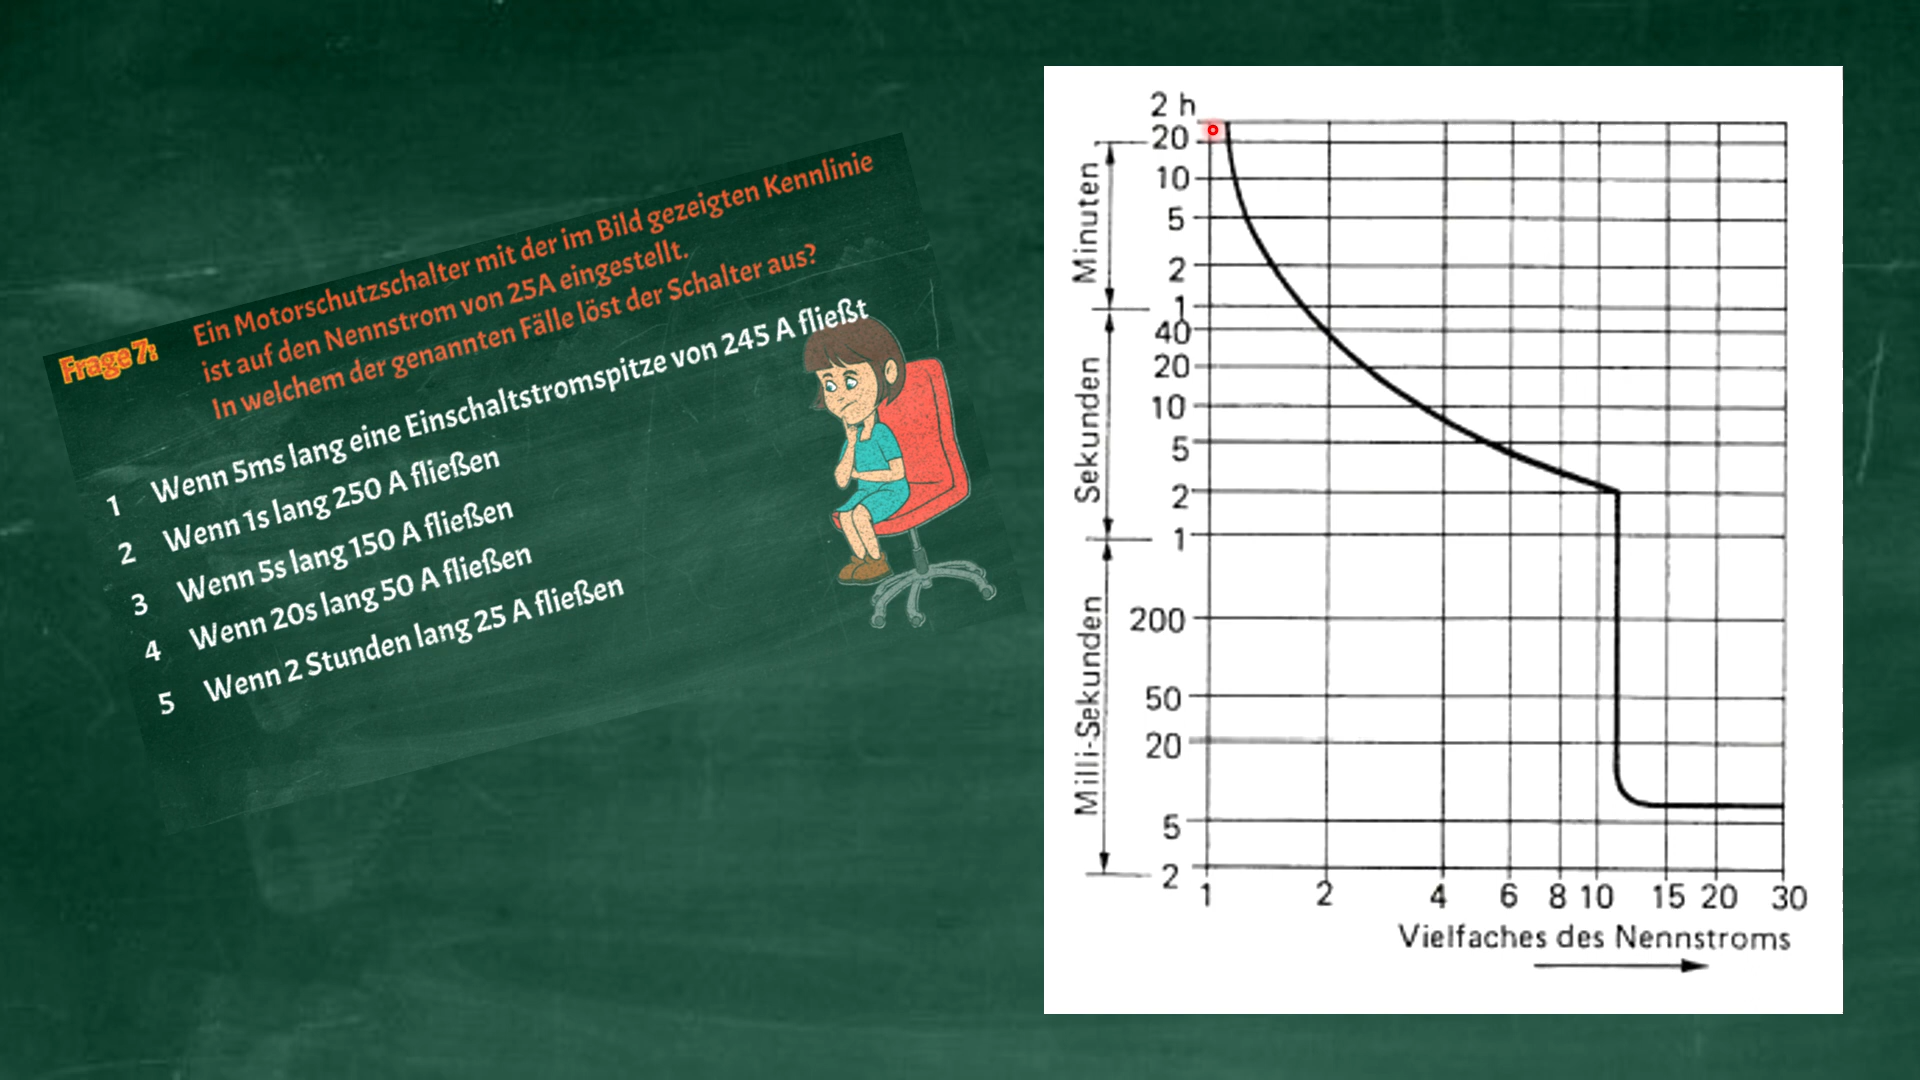 Frage 7:
Ein Motorschutzschalter mit der im Bild gezeigten Kennlinie
ist auf den Nennstrom von 25A eingestellt.
In welchem der genannten Fälle löst der Schalter aus?
1 Wenn 5ms lang eine Einschaltstromspitze von 245 A fließt
2 Wenn 1s lang 250 A fließen
3 Wenn 5s lang 150 A fließen
4 Wenn 20s lang 50 A fließen
5 Wenn 2 Stunden lang 25 A fließen
2 h
20
10
5
2
1
Minuten
40
20
10
5
2
1
Sekunden
200
50
20
5
2
Milli-Sekunden
1 2 4 6 8 10 15 20 30
Vielfaches des Nennstroms